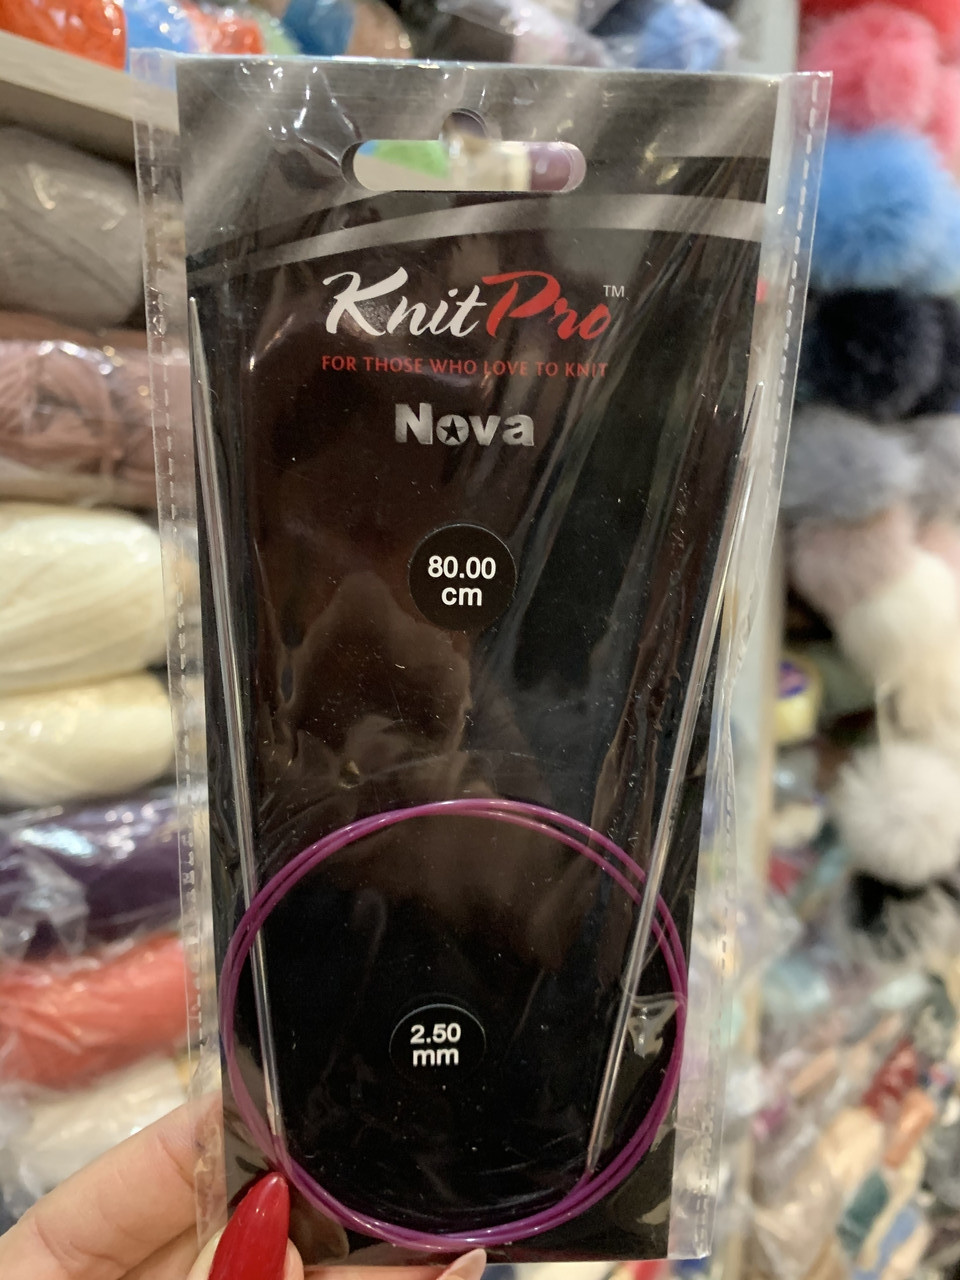 KnitPro™
FOR THOSE WHO LOVE TO KNIT
Nova
80.00
cm
2.50
mm